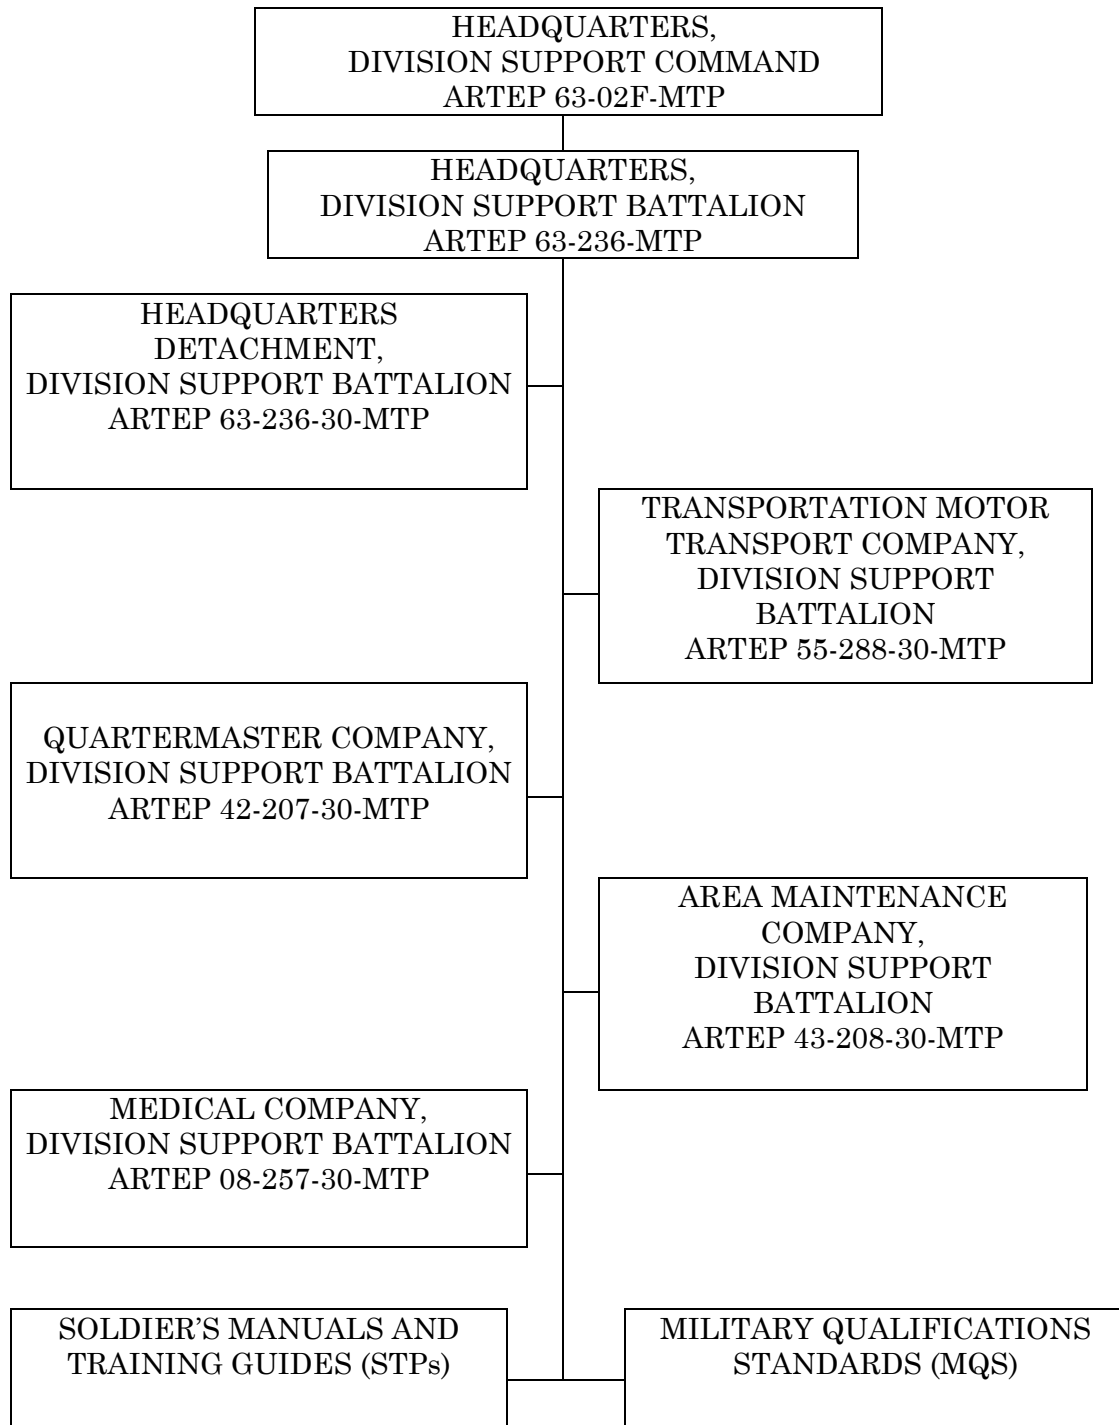 HEADQUARTERS,
DIVISION SUPPORT COMMAND
ARTEP 63-02F-MTP
HEADQUARTERS,
DIVISION SUPPORT BATTALION
ARTEP 63-236-MTP
HEADQUARTERS
DETACHMENT,
DIVISION SUPPORT BATTALION
ARTEP 63-236-30-MTP
TRANSPORTATION MOTOR
TRANSPORT COMPANY,
DIVISION SUPPORT
BATTALION
ARTEP 55-288-30-MTP
QUARTERMASTER COMPANY,
DIVISION SUPPORT BATTALION
ARTEP 42-207-30-MTP
AREA MAINTENANCE
COMPANY,
DIVISION SUPPORT
BATTALION
ARTEP 43-208-30-MTP
MEDICAL COMPANY,
DIVISION SUPPORT BATTALION
ARTEP 08-257-30-MTP
SOLDIER’S MANUALS AND
TRAINING GUIDES (STPs)
MILITARY QUALIFICATIONS
STANDARDS (MQS)